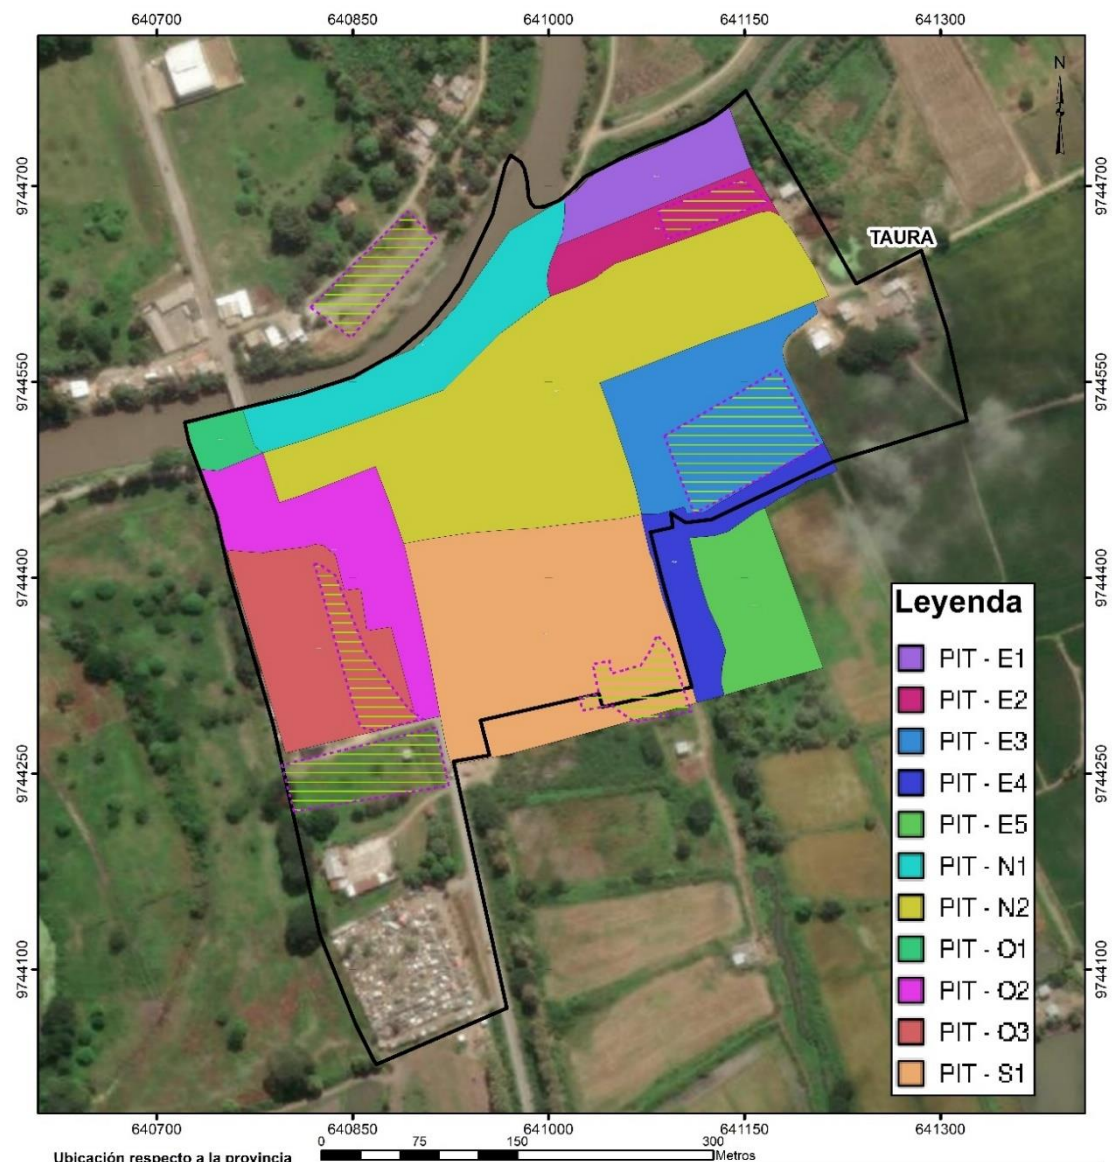 640700 640850 641000 641150 641300
N
9744700 9744700
TAURA
9744550 9744550
9744400 9744400
Leyenda
PIT - E1
PIT - E2
PIT - E3
PIT - E4
PIT - E5
PIT - N1
PIT - N2
PIT - O1
PIT - O2
PIT - O3
PIT - S1
9744250 9744250
9744100 9744100
640700 640850 641000 641150 641300
0 75 150 300
Metros
Ubicación respecto a la provincia